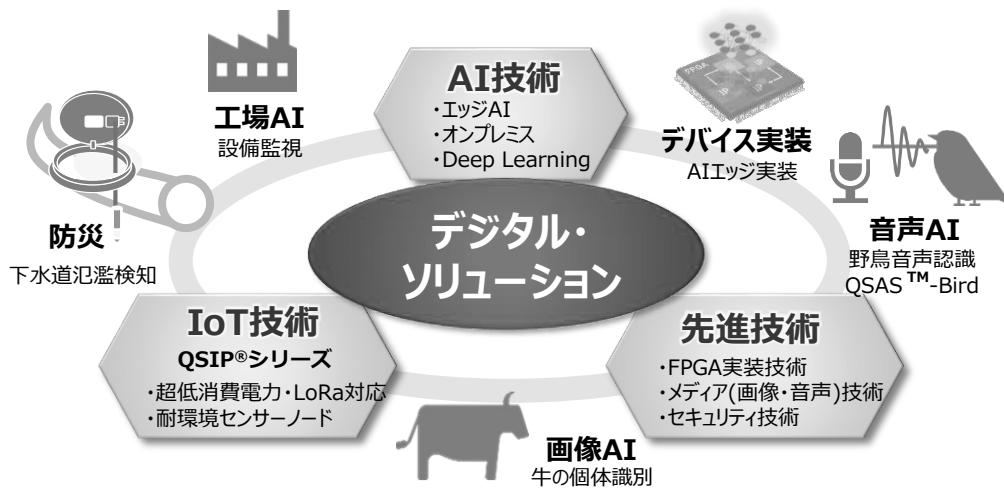 AI技術
・エッジAI
・オンプレミス
・Deep Learning
工場AI
設備監視
FPGA
IP
IP
IP
デバイス実装
AIエッジ実装
防災
下水道氾濫検知
デジタル・
ソリューション
音声AI
野鳥音声認識
QSAS™-Bird
IoT技術
QSIP®シリーズ
・超低消費電力・LoRa対応
・耐環境センサーノード
先進技術
・FPGA実装技術
・メディア(画像・音声)技術
・セキュリティ技術
画像AI
牛の個体識別